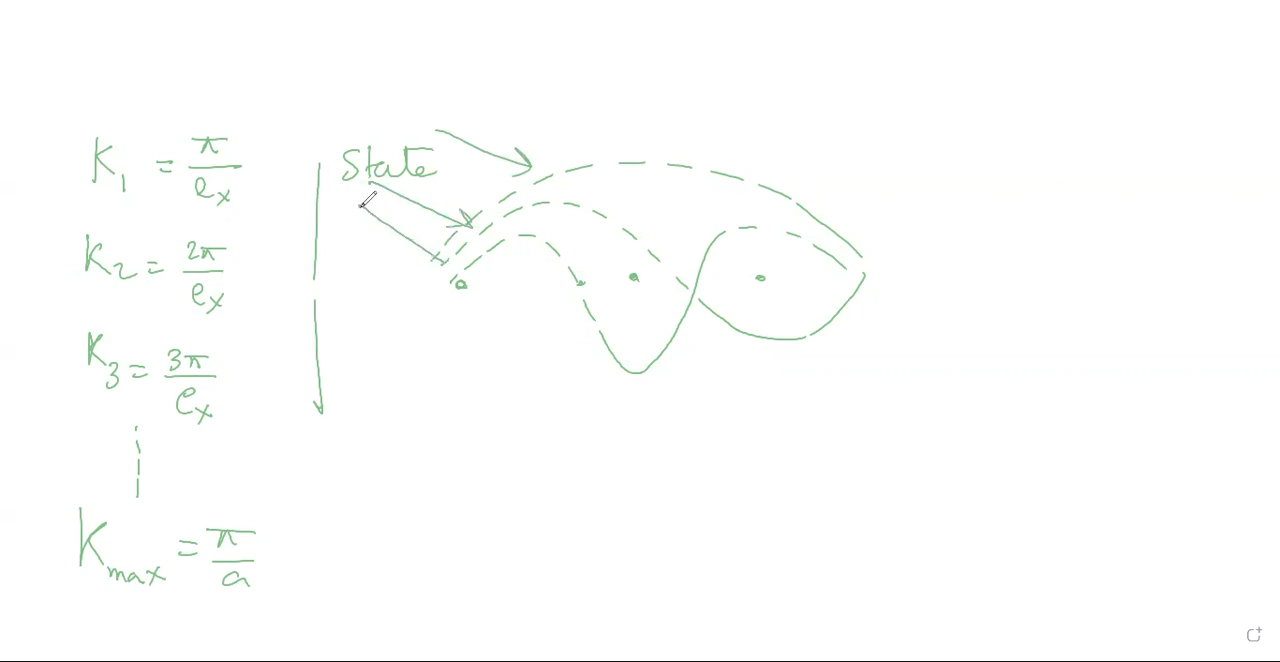 K₁ = π/ℓx
State
K₂ = 2π/ℓx
K₃ = 3π/ℓx
Kmax = π/a